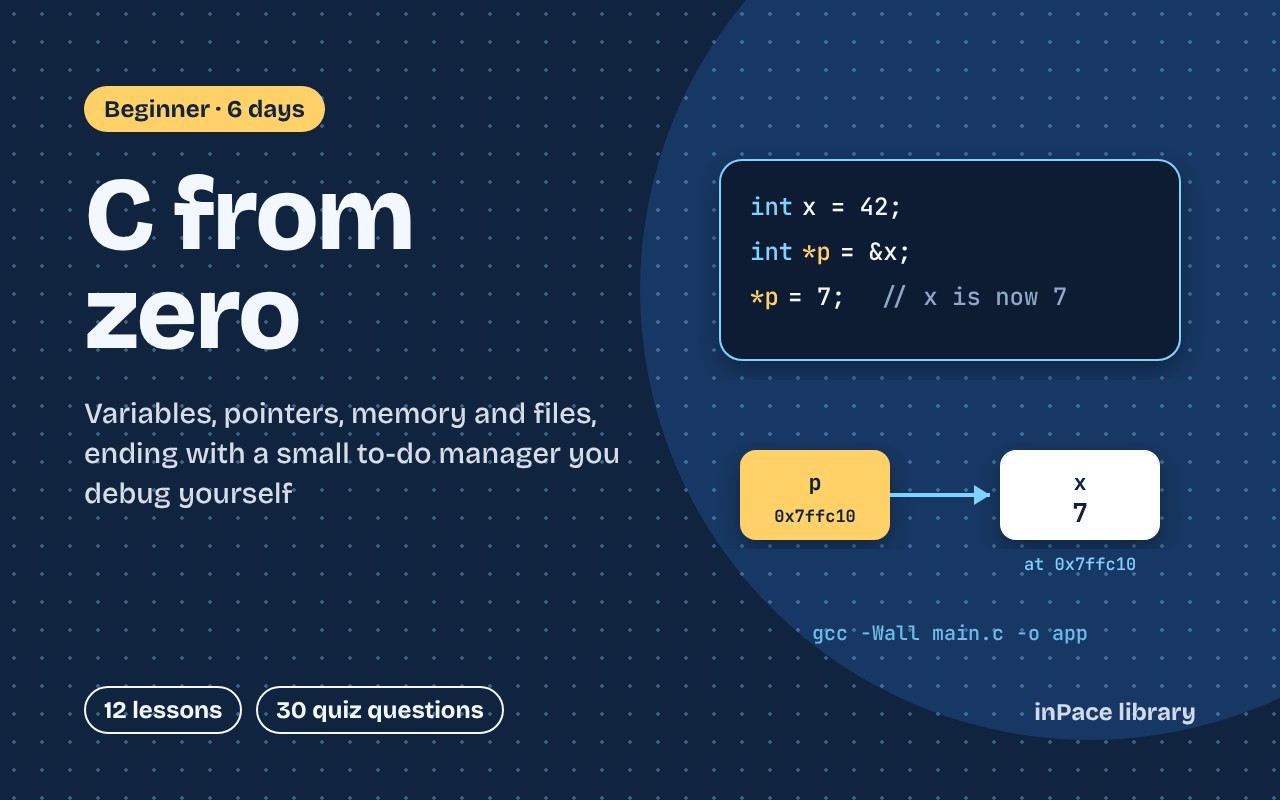 Beginner · 6 days
C from
zero
Variables, pointers, memory and files,
ending with a small to-do manager you
debug yourself
12 lessons
30 quiz questions
int x = 42;
int *p = &x;
*p = 7; // x is now 7
p
0x7ffc10
x
7
at 0x7ffc10
gcc -Wall main.c -o app
inPace library